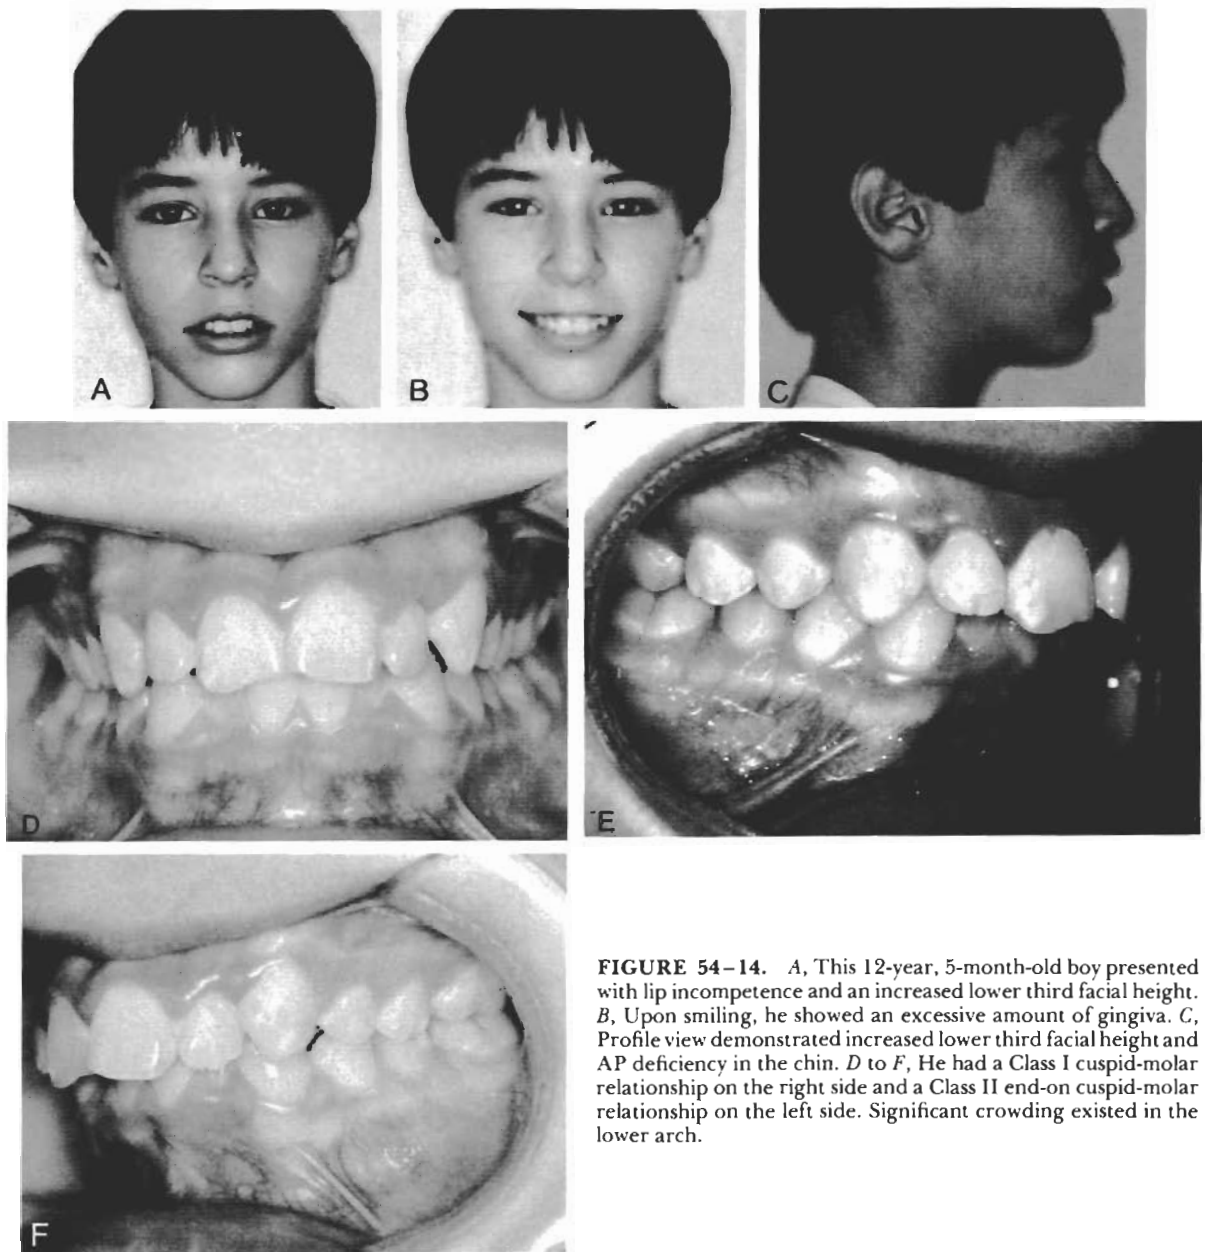 A
B
C
D
E
F
FIGURE 54–14. A, This 12-year, 5-month-old boy presented
with lip incompetence and an increased lower third facial height.
B, Upon smiling, he showed an excessive amount of gingiva. C,
Profile view demonstrated increased lower third facial height and
AP deficiency in the chin. D to F, He had a Class I cuspid-molar
relationship on the right side and a Class II end-on cuspid-molar
relationship on the left side. Significant crowding existed in the
lower arch.